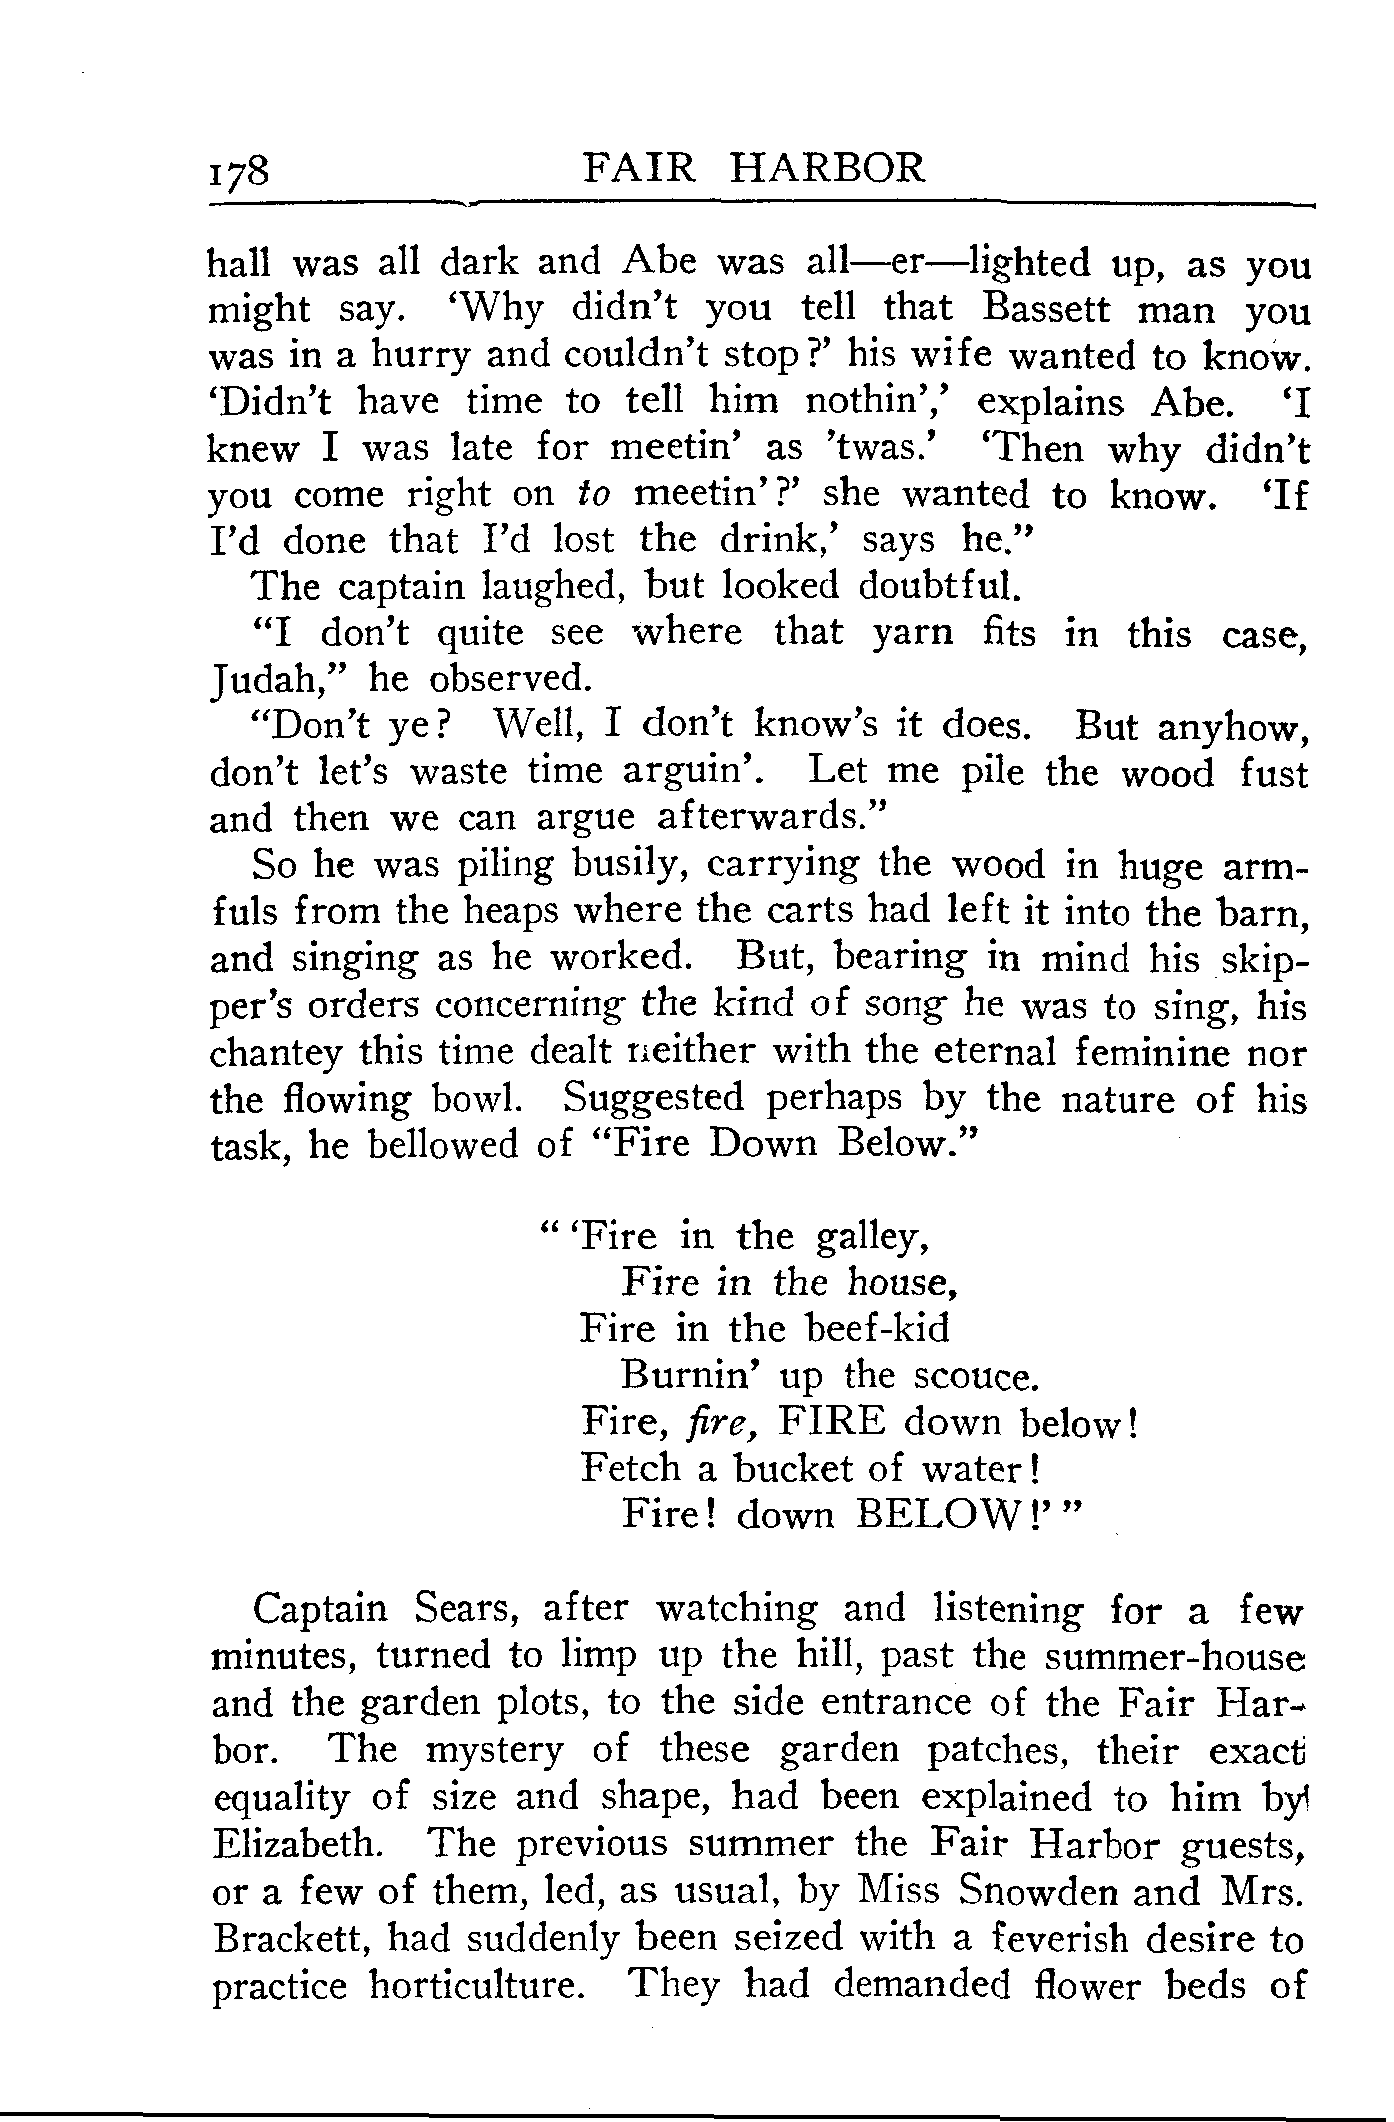 178 FAIR HARBOR
hall was all dark and Abe was all—er—lighted up, as you
might say. ‘Why didn’t you tell that Bassett man you
was in a hurry and couldn’t stop?’ his wife wanted to know.
‘Didn’t have time to tell him nothin’,’ explains Abe. ‘I
knew I was late for meetin’ as ’twas.’ ‘Then why didn’t
you come right on to meetin’?’ she wanted to know. ‘If
I’d done that I’d lost the drink,’ says he.”
The captain laughed, but looked doubtful.
“I don’t quite see where that yarn fits in this case,
Judah,” he observed.
“Don’t ye? Well, I don’t know’s it does. But anyhow,
don’t let’s waste time arguin’. Let me pile the wood fust
and then we can argue afterwards.”
So he was piling busily, carrying the wood in huge arm-
fuls from the heaps where the carts had left it into the barn,
and singing as he worked. But, bearing in mind his skip-
per’s orders concerning the kind of song he was to sing, his
chantey this time dealt neither with the eternal feminine nor
the flowing bowl. Suggested perhaps by the nature of his
task, he bellowed of “Fire Down Below.”
“ ‘Fire in the galley,
Fire in the house,
Fire in the beef-kid
Burnin’ up the scouce.
Fire, fire, FIRE down below!
Fetch a bucket of water!
Fire! down BELOW!’ ”
Captain Sears, after watching and listening for a few
minutes, turned to limp up the hill, past the summer-house
and the garden plots, to the side entrance of the Fair Har-
bor. The mystery of these garden patches, their exact
equality of size and shape, had been explained to him by
Elizabeth. The previous summer the Fair Harbor guests,
or a few of them, led, as usual, by Miss Snowden and Mrs.
Brackett, had suddenly been seized with a feverish desire to
practice horticulture. They had demanded flower beds of